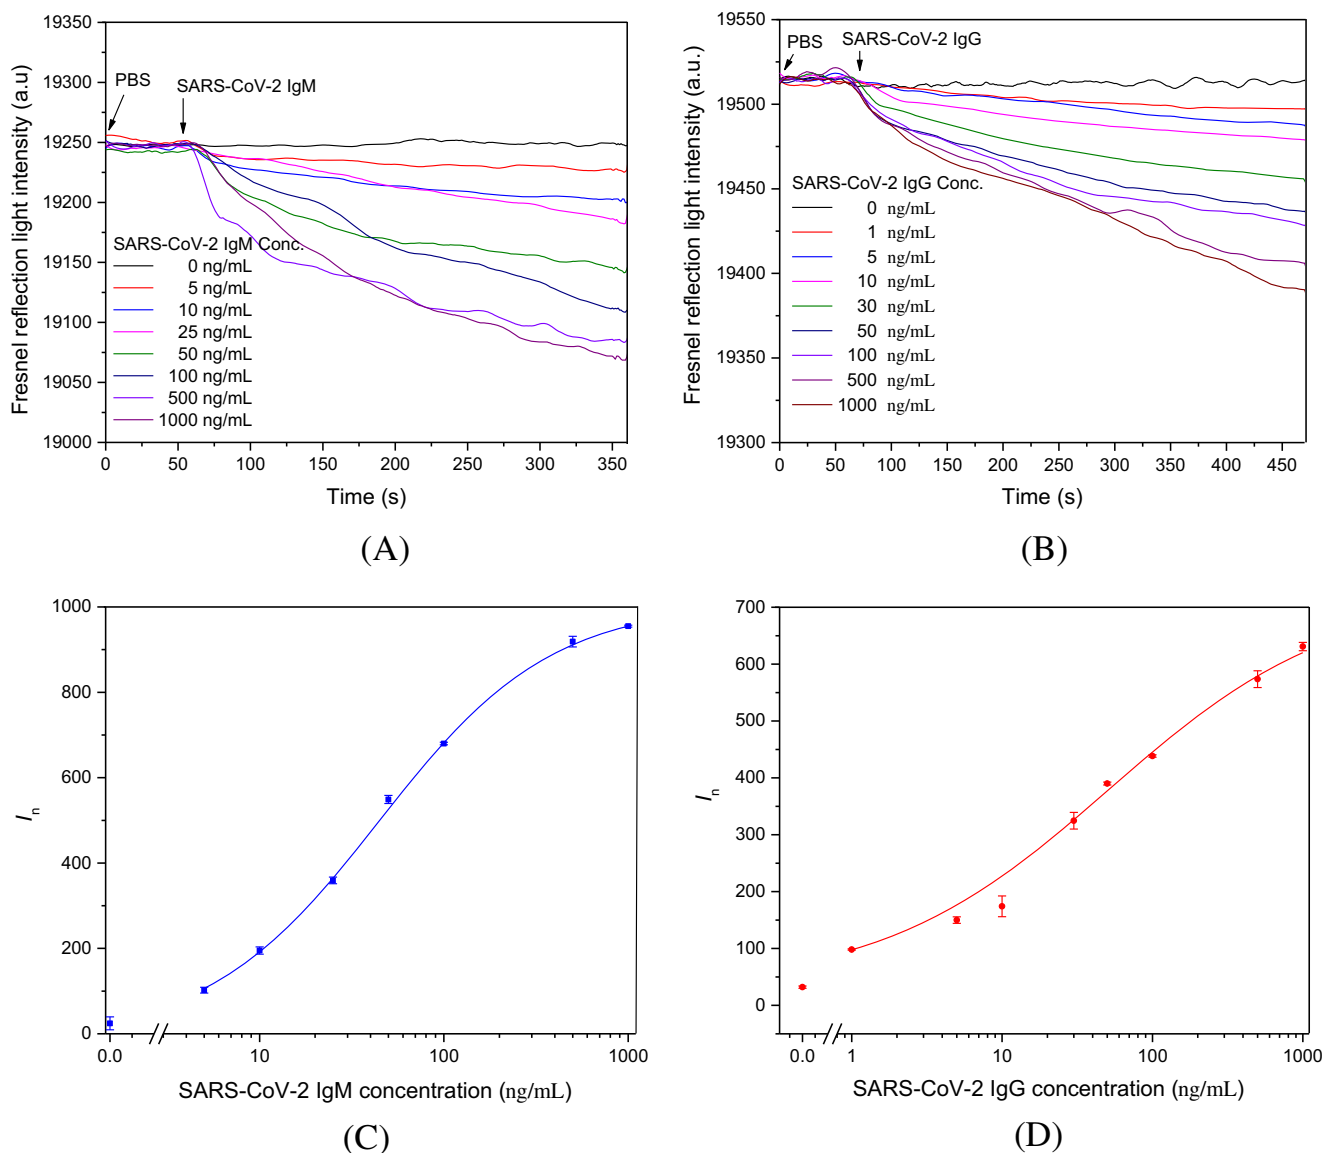 19350
19300
19250
19200
19150
19100
19050
19000
Fresnel reflection light intensity (a.u)
PBS
SARS-CoV-2 IgM
SARS-CoV-2 IgM Conc.
0 ng/mL
5 ng/mL
10 ng/mL
25 ng/mL
50 ng/mL
100 ng/mL
500 ng/mL
1000 ng/mL
0 50 100 150 200 250 300 350
Time (s)
(A)
19550
19500
19450
19400
19350
19300
Fresnel reflection light intensity (a.u.)
PBS
SARS-CoV-2 IgG
SARS-CoV-2 IgG Conc.
0 ng/mL
1 ng/mL
5 ng/mL
10 ng/mL
30 ng/mL
50 ng/mL
100 ng/mL
500 ng/mL
1000 ng/mL
0 50 100 150 200 250 300 350 400 450
Time (s)
(B)
1000
800
600
400
200
0
In
0.0 10 100 1000
SARS-CoV-2 IgM concentration (ng/mL)
(C)
700
600
500
400
300
200
100
0
In
0.0 1 10 100 1000
SARS-CoV-2 IgG concentration (ng/mL)
(D)